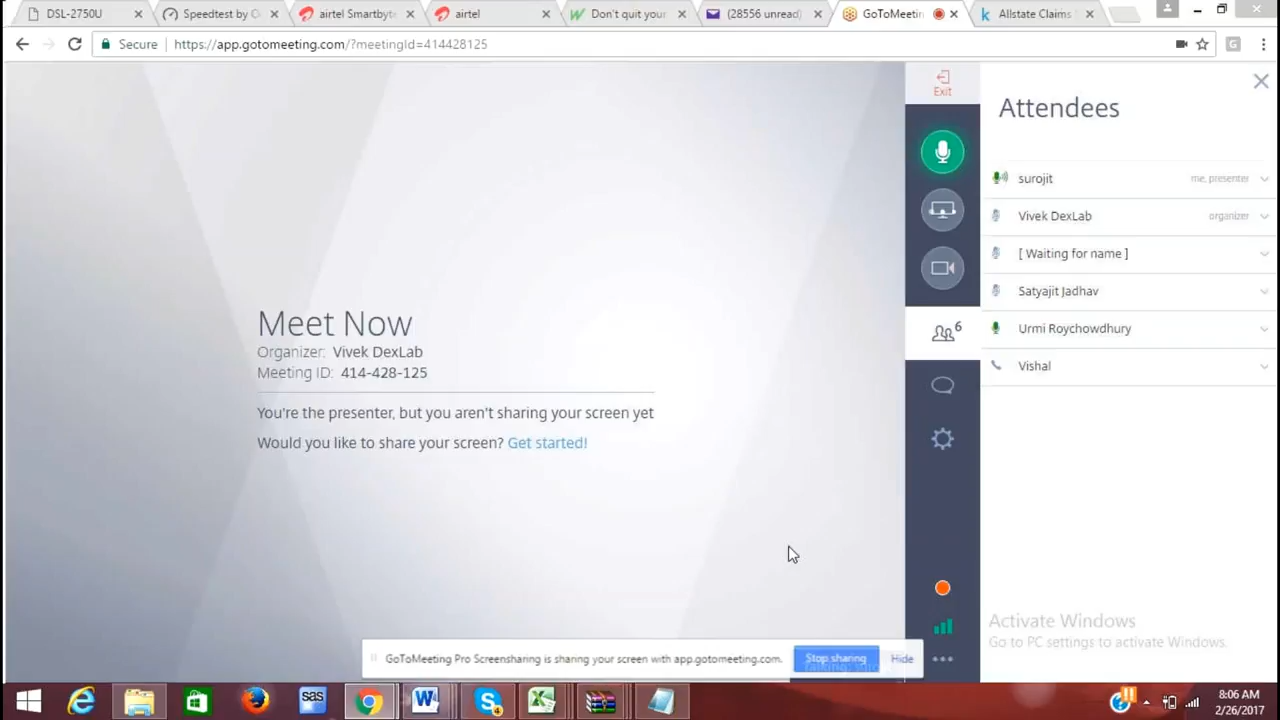 DSL-2750U
Speedtest by O
airtel Smartbyte
airtel
Don't quit your
(28556 unread)
GoToMeetin
Allstate Claims
Secure
https://app.gotomeeting.com/?meetingId=414428125
Exit
Attendees
surojit
me, presenter
Vivek DexLab
organizer
[ Waiting for name ]
Satyajit Jadhav
6
Urmi Roychowdhury
Vishal
Meet Now
Organizer: Vivek DexLab
Meeting ID: 414-428-125
You're the presenter, but you aren't sharing your screen yet
Would you like to share your screen? Get started!
Activate Windows
Go to PC settings to activate Windows.
GoToMeeting Pro Screensharing is sharing your screen with app.gotomeeting.com.
Stop sharing
Hide
sas
8:06 AM
2/26/2017